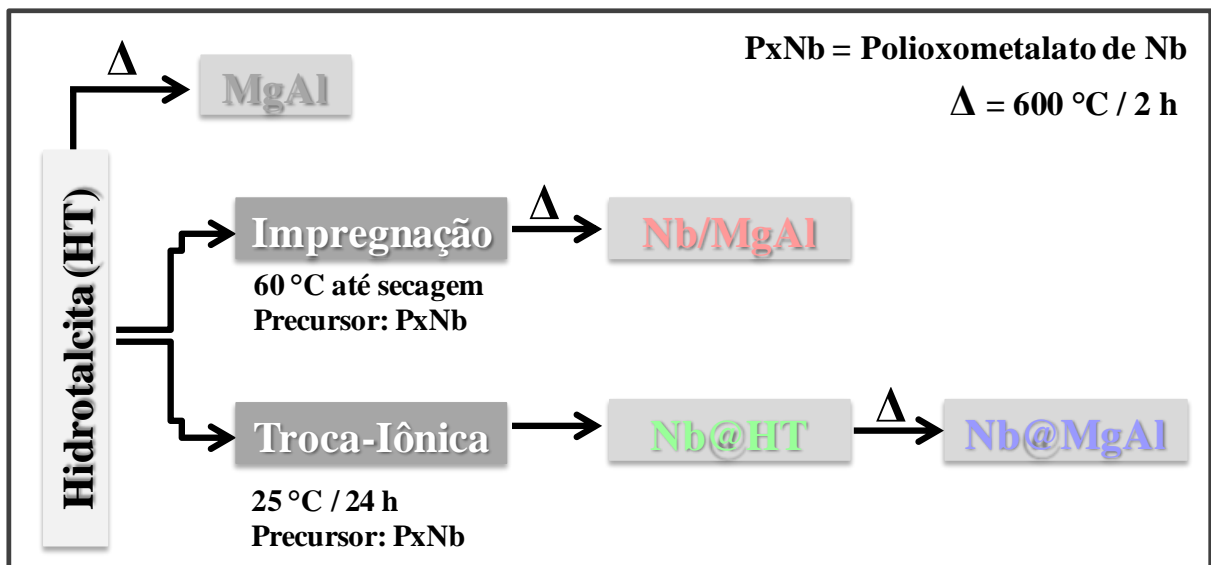 Δ
MgAl
PxNb = Polioxometalato de Nb
Δ = 600 °C / 2 h
Hidrotalcita (HT)
Impregnação
Δ
Nb/MgAl
60 °C até secagem
Precursor: PxNb
Troca-Iônica
Nb@HT
Δ
Nb@MgAl
25 °C / 24 h
Precursor: PxNb